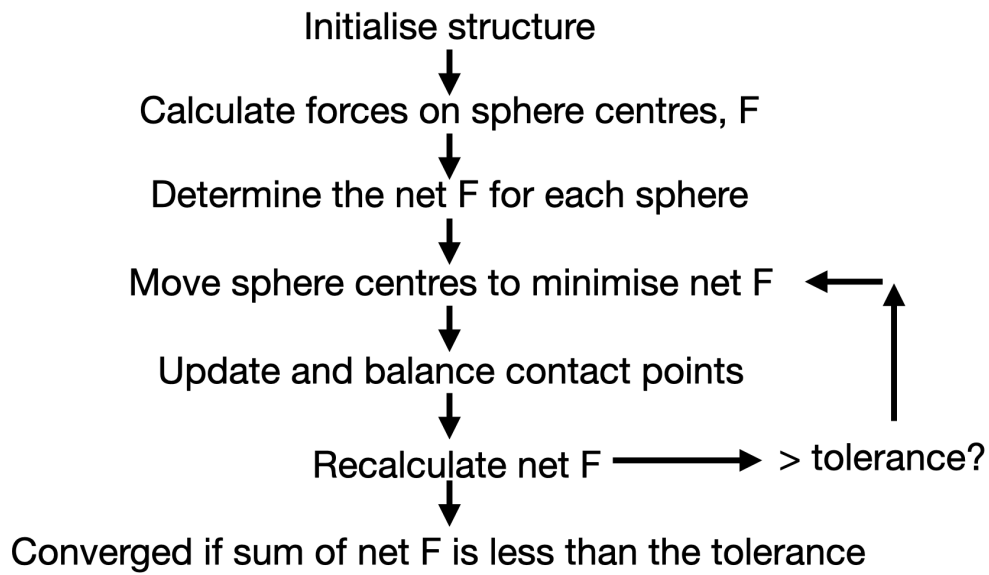 Initialise structure
Calculate forces on sphere centres, F
Determine the net F for each sphere
Move sphere centres to minimise net F
Update and balance contact points
Recalculate net F
> tolerance?
Converged if sum of net F is less than the tolerance